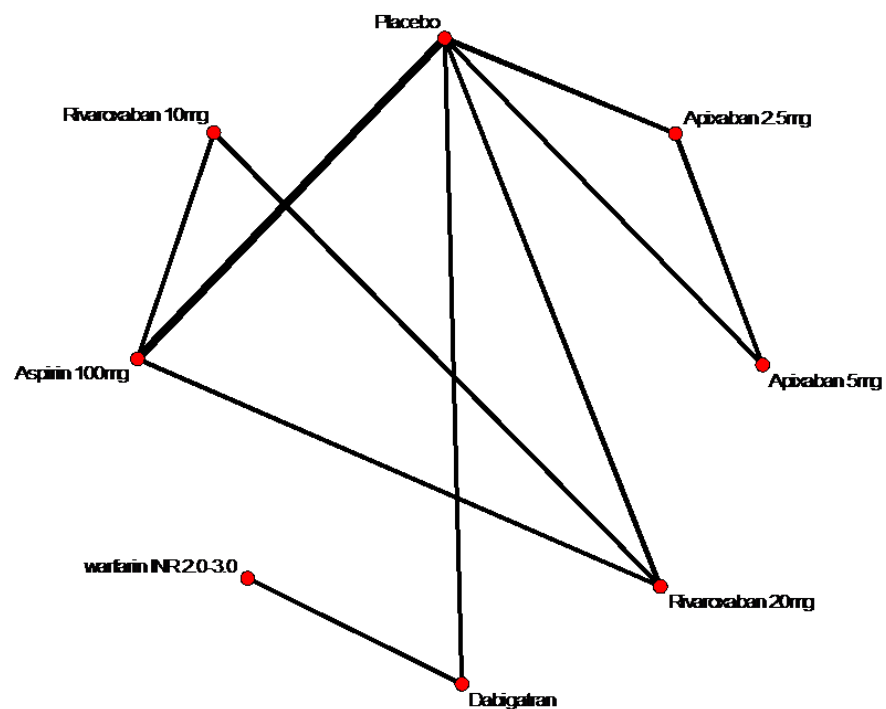 Placebo
Rivaroxaban 10mg
Apixaban 2.5mg
Aspirin 100mg
Apixaban 5mg
warfarin INR 2.0-3.0
Rivaroxaban 20mg
Dabigatran